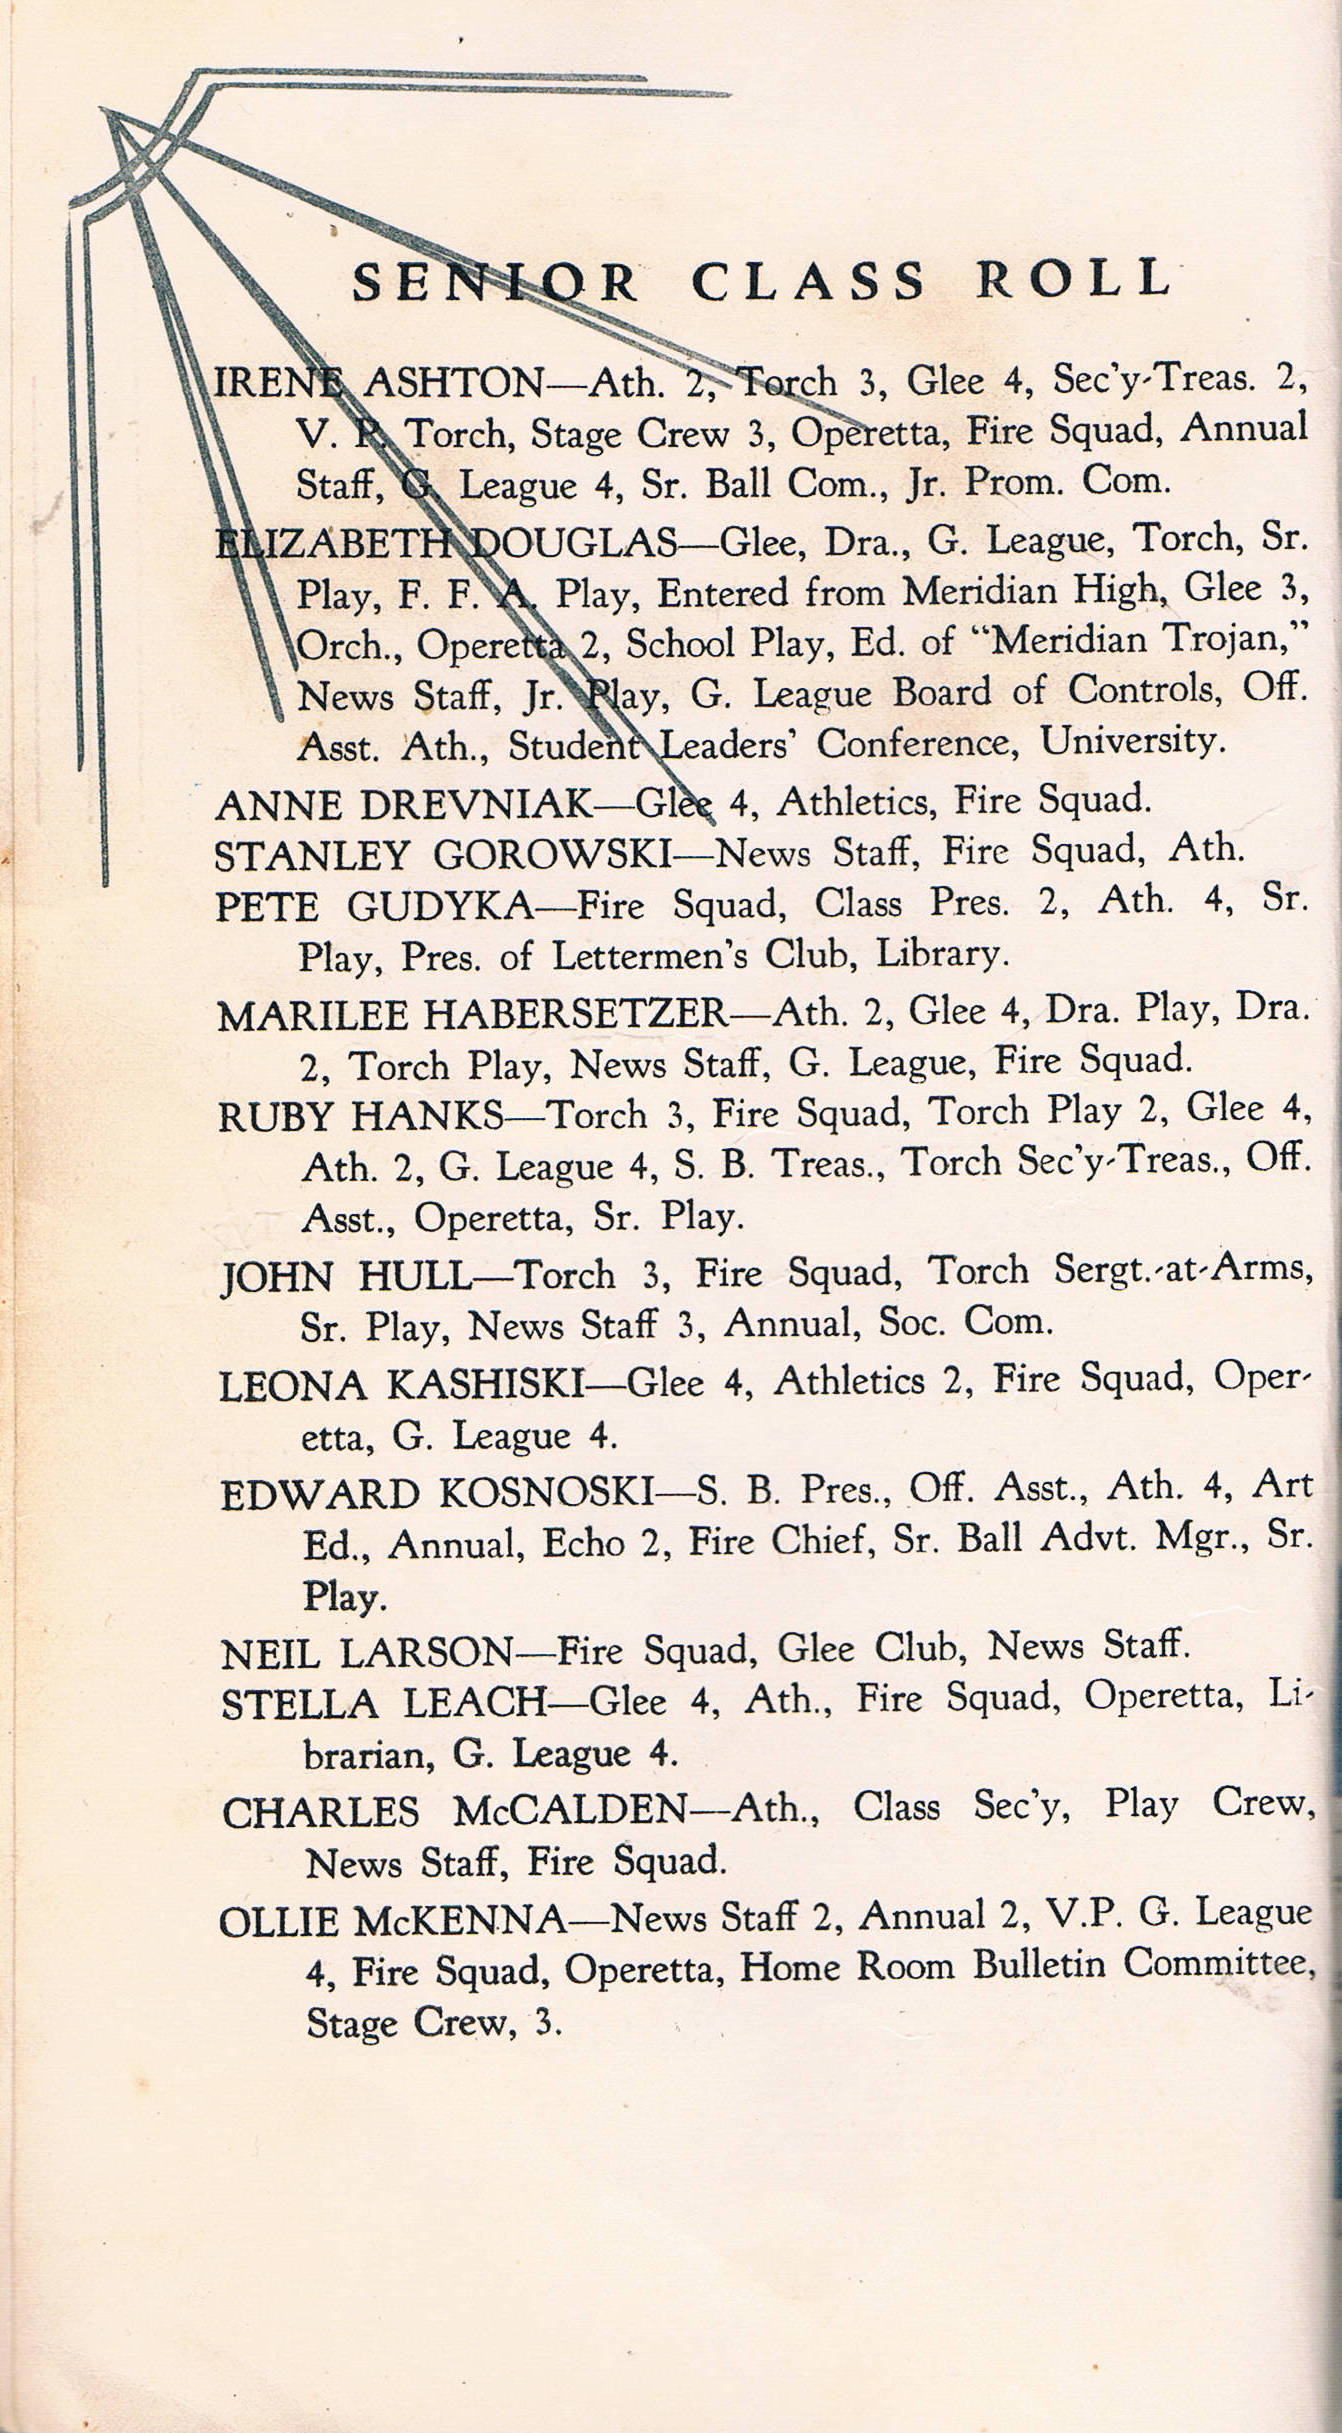 SENIOR CLASS ROLL
IRENE ASHTON—Ath. 2, Torch 3, Glee 4, Sec'y-Treas. 2,
V. P. Torch, Stage Crew 3, Operetta, Fire Squad, Annual
Staff, G. League 4, Sr. Ball Com., Jr. Prom. Com.
ELIZABETH DOUGLAS—Glee, Dra., G. League, Torch, Sr.
Play, F. F. A. Play, Entered from Meridian High, Glee 3,
Orch., Operetta 2, School Play, Ed. of "Meridian Trojan,"
News Staff, Jr. Play, G. League Board of Controls, Off.
Asst. Ath., Student Leaders' Conference, University.
ANNE DREVNIAK—Glee 4, Athletics, Fire Squad.
STANLEY GOROWSKI—News Staff, Fire Squad, Ath.
PETE GUDYKA—Fire Squad, Class Pres. 2, Ath. 4, Sr.
Play, Pres. of Lettermen's Club, Library.
MARILEE HABERSETZER—Ath. 2, Glee 4, Dra. Play, Dra.
2, Torch Play, News Staff, G. League, Fire Squad.
RUBY HANKS—Torch 3, Fire Squad, Torch Play 2, Glee 4,
Ath. 2, G. League 4, S. B. Treas., Torch Sec'y-Treas., Off.
Asst., Operetta, Sr. Play.
JOHN HULL—Torch 3, Fire Squad, Torch Sergt.-at-Arms,
Sr. Play, News Staff 3, Annual, Soc. Com.
LEONA KASHISKI—Glee 4, Athletics 2, Fire Squad, Oper-
etta, G. League 4.
EDWARD KOSNOSKI—S. B. Pres., Off. Asst., Ath. 4, Art
Ed., Annual, Echo 2, Fire Chief, Sr. Ball Advt. Mgr., Sr.
Play.
NEIL LARSON—Fire Squad, Glee Club, News Staff.
STELLA LEACH—Glee 4, Ath., Fire Squad, Operetta, Li-
brarian, G. League 4.
CHARLES McCALDEN—Ath., Class Sec'y, Play Crew,
News Staff, Fire Squad.
OLLIE McKENNA—News Staff 2, Annual 2, V.P. G. League
4, Fire Squad, Operetta, Home Room Bulletin Committee,
Stage Crew, 3.